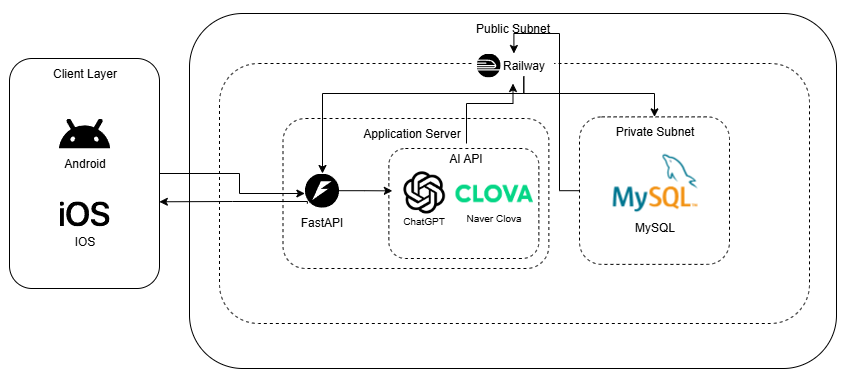 Public Subnet
Railway
Client Layer
Android
iOS
IOS
Application Server
AI API
FastAPI
ChatGPT
CLOVA
Naver Clova
Private Subnet
MySQL™
MySQL